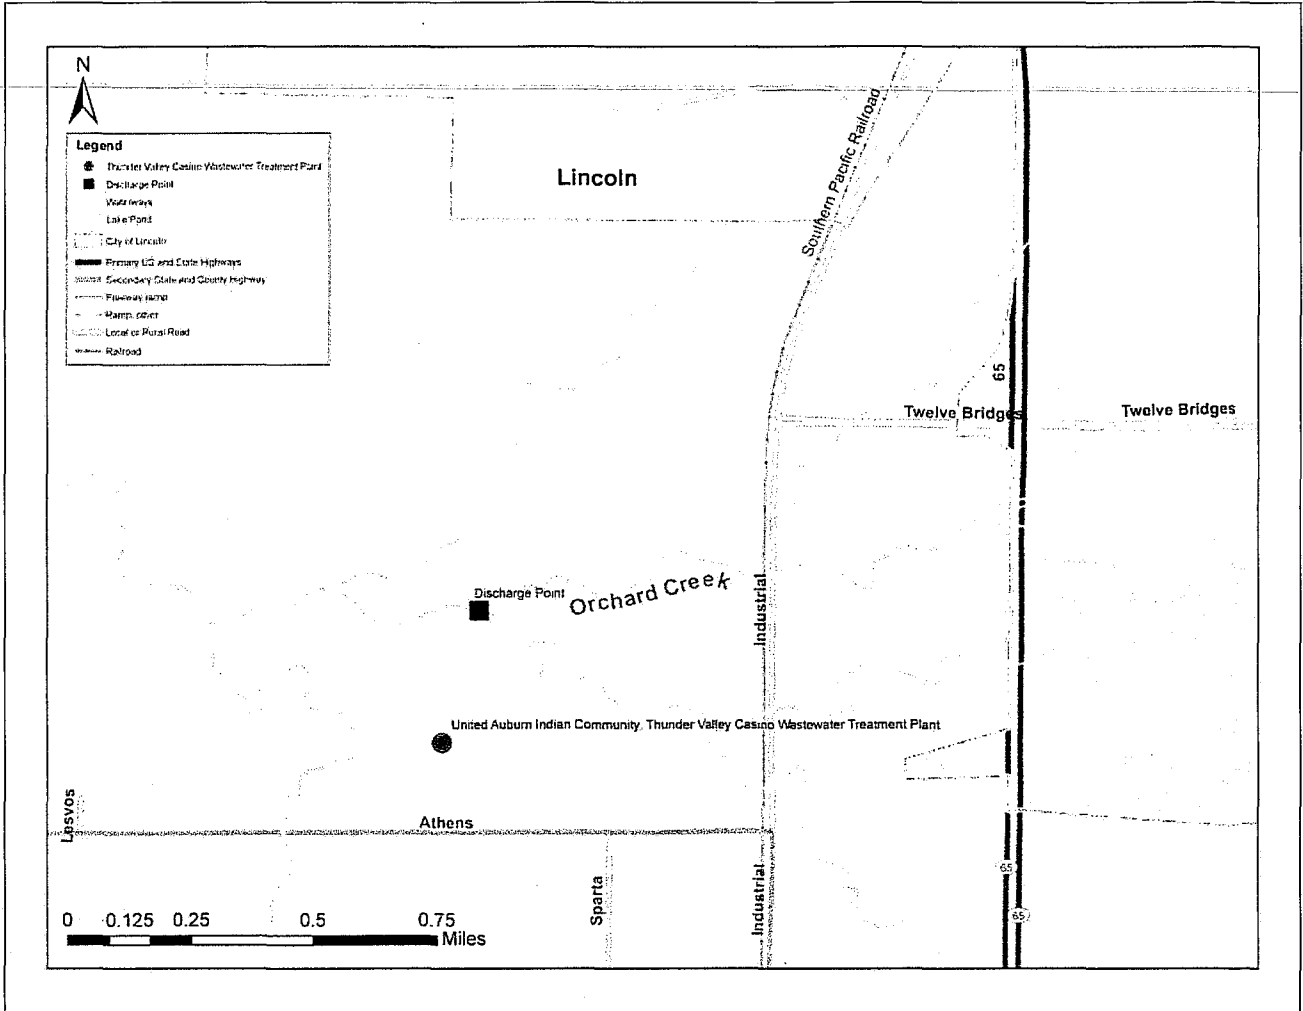 N
Legend
Thunder Valley Casino Wastewater Treatment Plant
Discharge Point
Waterways
Lake/Pond
City of Lincoln
Primary US and State Highways
Secondary State and County Highway
Freeway ramp
Ramp, other
Local or Rural Road
Railroad
Lincoln
Southern Pacific Railroad
65
Twelve Bridges
Twelve Bridges
Discharge Point
Orchard Creek
Industrial
United Auburn Indian Community, Thunder Valley Casino Wastewater Treatment Plant
Lesvos
Athens
Sparta
Industrial
65
65
0 0.125 0.25 0.5 0.75
Miles